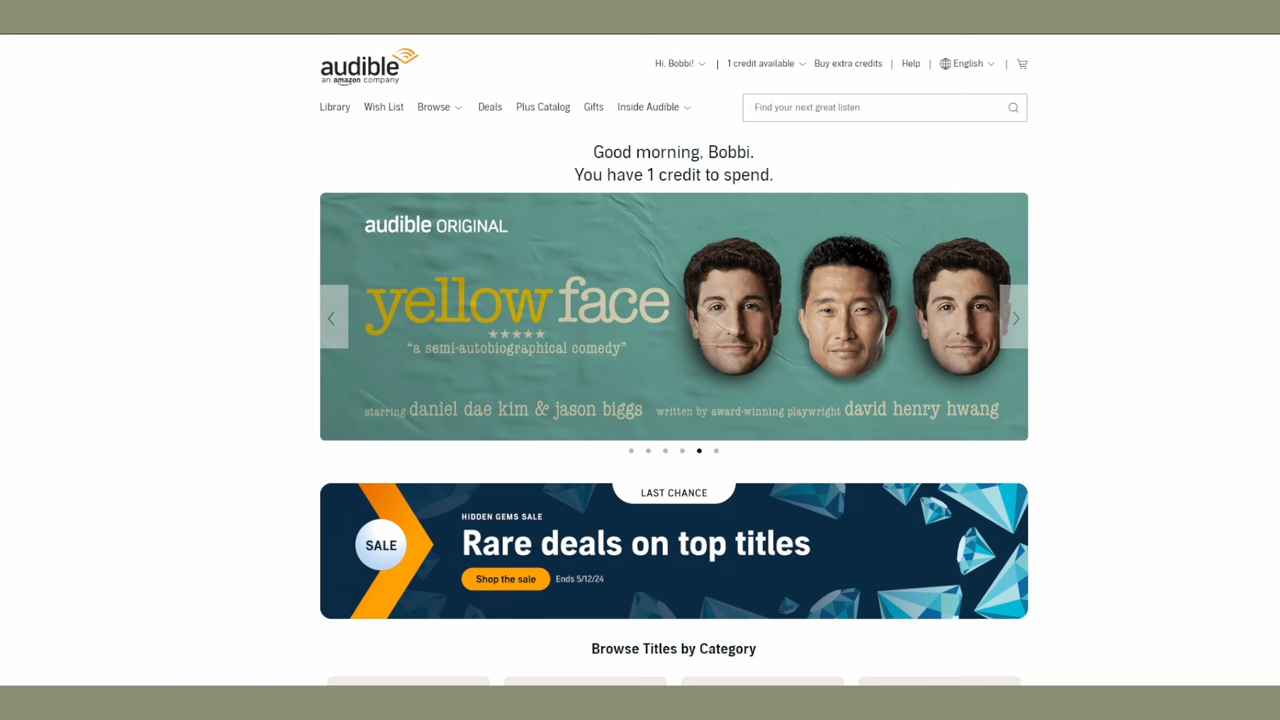 audible
an amazon company
Hi, Bobbi! | 1 credit available Buy extra credits | Help | English |
Library Wish List Browse Deals Plus Catalog Gifts Inside Audible Find your next great listen
Good morning, Bobbi.
You have 1 credit to spend.
audible ORIGINAL
yellow face
★★★★★
“a semi-autobiographical comedy”
starring daniel dae kim & jason biggs written by award-winning playwright david henry hwang
LAST CHANCE
HIDDEN GEMS SALE
SALE Rare deals on top titles
Shop the sale Ends 5/12/24
Browse Titles by Category